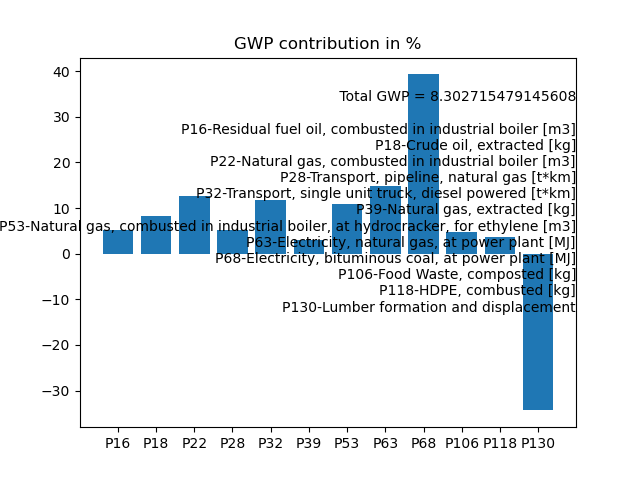 GWP contribution in %
40
30
20
10
0
−10
−20
−30
Total GWP = 8.302715479145608
P16-Residual fuel oil, combusted in industrial boiler [m3]
P18-Crude oil, extracted [kg]
P22-Natural gas, combusted in industrial boiler [m3]
P28-Transport, pipeline, natural gas [t*km]
P32-Transport, single unit truck, diesel powered [t*km]
P39-Natural gas, extracted [kg]
P53-Natural gas, combusted in industrial boiler, at hydrocracker, for ethylene [m3]
P63-Electricity, natural gas, at power plant [MJ]
P68-Electricity, bituminous coal, at power plant [MJ]
P106-Food Waste, composted [kg]
P118-HDPE, combusted [kg]
P130-Lumber formation and displacement
P16 P18 P22 P28 P32 P39 P53 P63 P68 P106 P118 P130